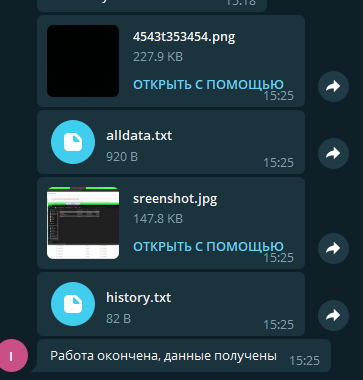 15:18
4543t353454.png
227.9 KB
ОТКРЫТЬ С ПОМОЩЬЮ
15:25
alldata.txt
920 B
15:25
sreenshot.jpg
147.8 KB
ОТКРЫТЬ С ПОМОЩЬЮ
15:25
history.txt
82 B
15:25
I
Работа окончена, данные получены 15:25